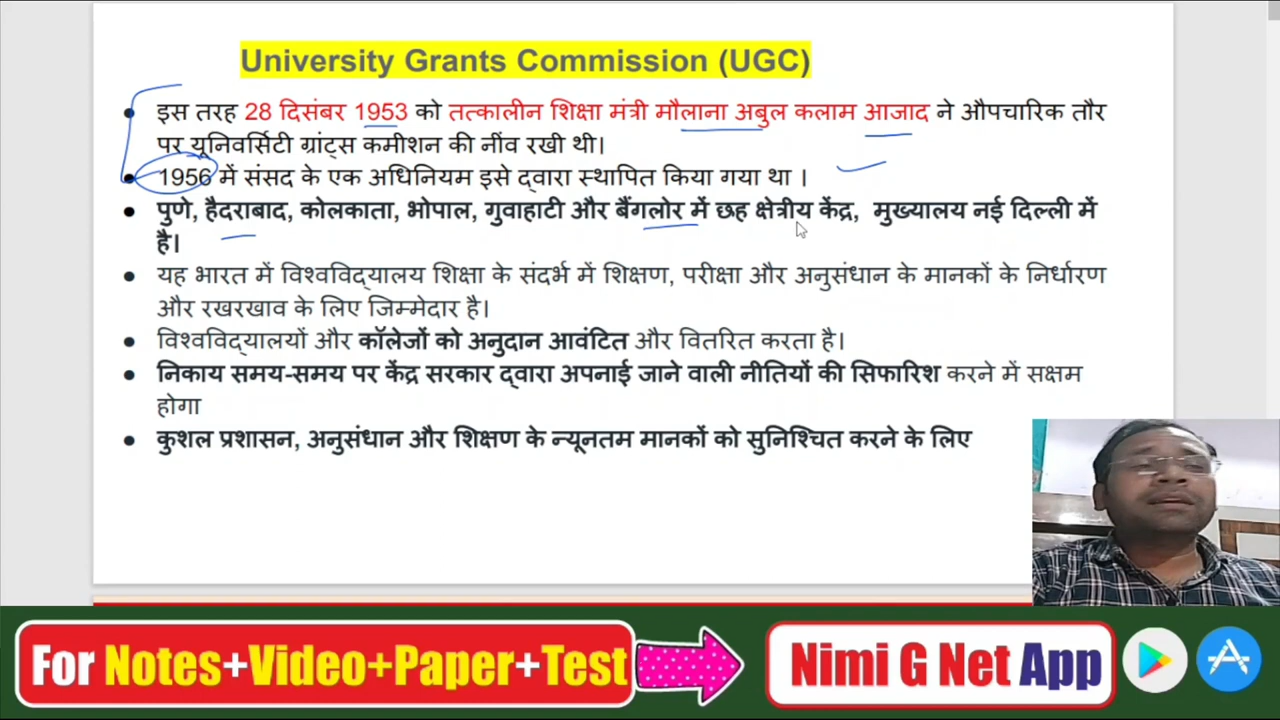 University Grants Commission (UGC)
इस तरह 28 दिसंबर 1953 को तत्कालीन शिक्षा मंत्री मौलाना अबुल कलाम आजाद ने औपचारिक तौर
पर यूनिवर्सिटी ग्रांट्स कमीशन की नींव रखी थी।
1956 में संसद के एक अधिनियम इसे द्वारा स्थापित किया गया था ।
पुणे, हैदराबाद, कोलकाता, भोपाल, गुवाहाटी और बैंगलोर में छह क्षेत्रीय केंद्र, मुख्यालय नई दिल्ली में
है।
यह भारत में विश्वविद्यालय शिक्षा के संदर्भ में शिक्षण, परीक्षा और अनुसंधान के मानकों के निर्धारण
और रखरखाव के लिए जिम्मेदार है।
विश्वविद्यालयों और कॉलेजों को अनुदान आवंटित और वितरित करता है।
निकाय समय-समय पर केंद्र सरकार द्वारा अपनाई जाने वाली नीतियों की सिफारिश करने में सक्षम
होगा
कुशल प्रशासन, अनुसंधान और शिक्षण के न्यूनतम मानकों को सुनिश्चित करने के लिए
For Notes+Video+Paper+Test
Nimi G Net App